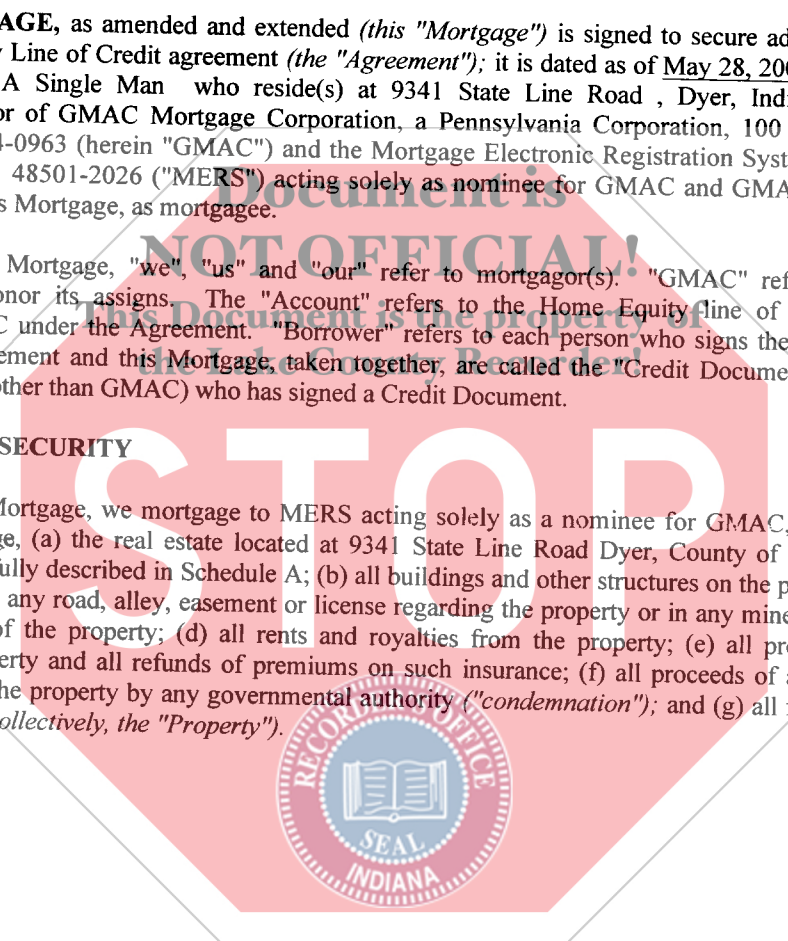 AGE, as amended and extended (this "Mortgage") is signed to secure ad
Line of Credit agreement (the "Agreement"); it is dated as of May 28, 200
A Single Man who reside(s) at 9341 State Line Road , Dyer, Indi
or of GMAC Mortgage Corporation, a Pennsylvania Corporation, 100
4-0963 (herein "GMAC") and the Mortgage Electronic Registration Syst
48501-2026 ("MERS") acting solely as nominee for GMAC and GMA
s Mortgage, as mortgagee.
Document is
NOT OFFICIAL!
This Document is the property of
the Lake County Recorder!
Mortgage, "we", "us" and "our" refer to mortgagor(s). "GMAC" ref
onor its assigns. The "Account" refers to the Home Equity line of
C under the Agreement. "Borrower" refers to each person who signs the
ement and this Mortgage, taken together, are called the "Credit Docume
other than GMAC) who has signed a Credit Document.
SECURITY
STOP
Mortgage, we mortgage to MERS acting solely as a nominee for GMAC,
ge, (a) the real estate located at 9341 State Line Road Dyer, County of
ully described in Schedule A; (b) all buildings and other structures on the p
any road, alley, easement or license regarding the property or in any mine
of the property; (d) all rents and royalties from the property; (e) all pro
erty and all refunds of premiums on such insurance; (f) all proceeds of a
he property by any governmental authority ("condemnation"); and (g) all
ollectively, the "Property").
RECORDING OFFICE
SEAL
INDIANA